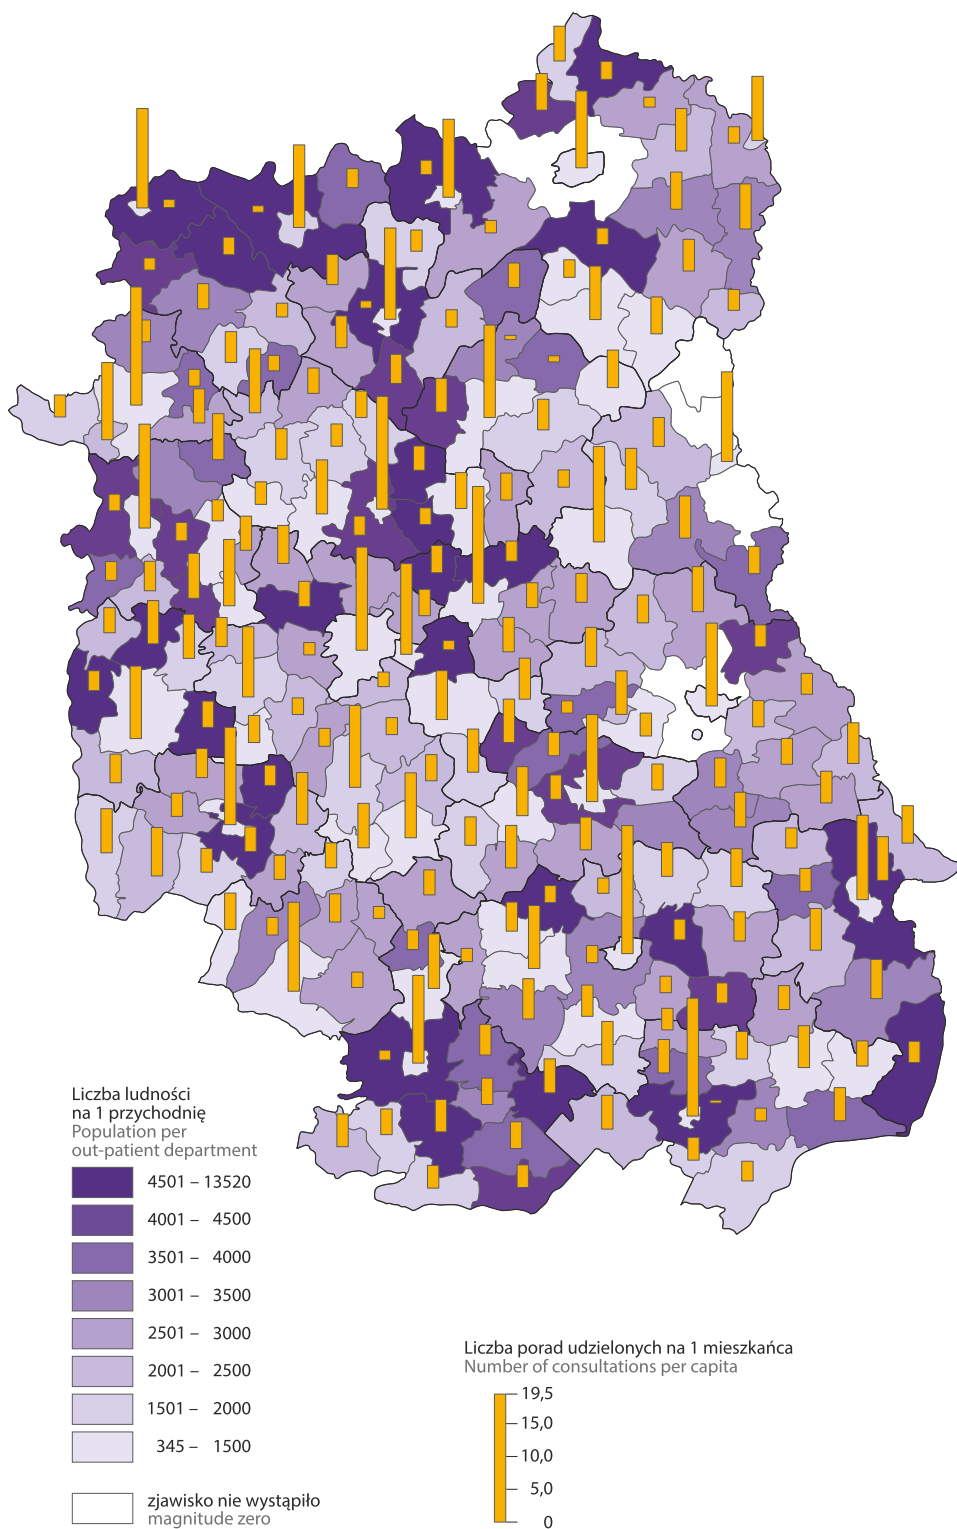 Liczba ludności
na 1 przychodnię
Population per
out-patient department
4501 – 13520
4001 – 4500
3501 – 4000
3001 – 3500
2501 – 3000
2001 – 2500
1501 – 2000
345 – 1500
zjawisko nie wystąpiło
magnitude zero
Liczba porad udzielonych na 1 mieszkańca
Number of consultations per capita
19,5
15,0
10,0
5,0
0